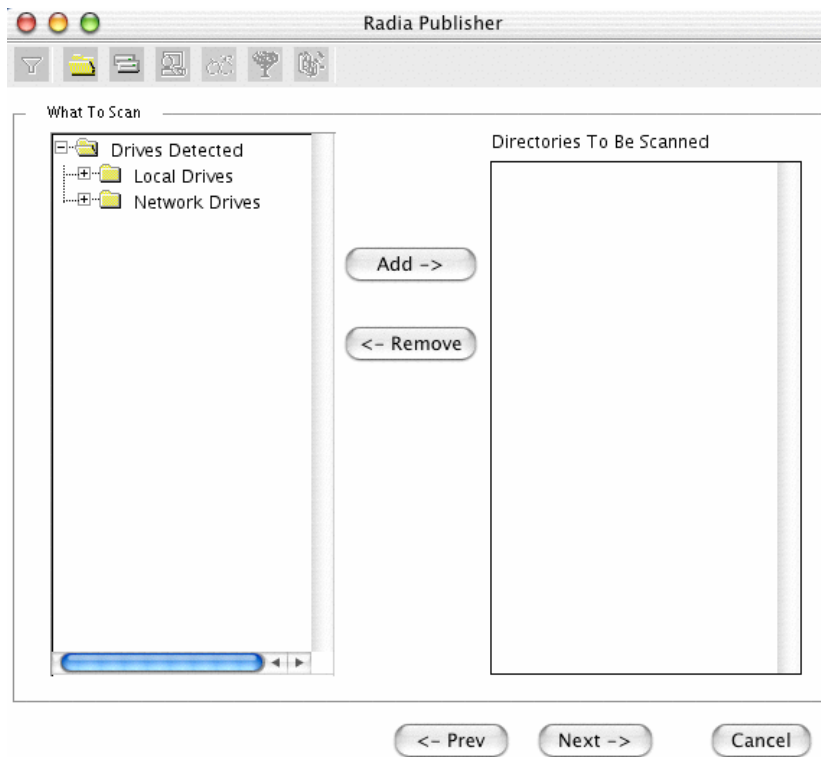 Radia Publisher
What To Scan
Drives Detected
Local Drives
Network Drives
Directories To Be Scanned
Add ->
<- Remove
<- Prev
Next ->
Cancel